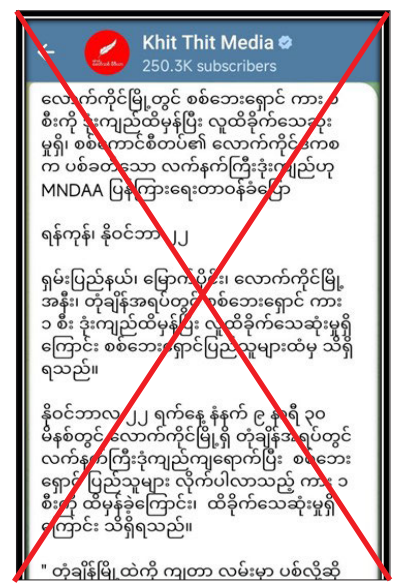 Khit Thit Media
250.3K subscribers
လောက်ကိုင်မြို့တွင် စစ်ဘေးရှောင် ကား ၁
စီးကို ဒုံးကျည်ထိမှန်ပြီး လူထိခိုက်သေဆုံး
မှုရှိ၊ စစ်ကောင်စီတပ်၏ လောက်ကိုင်ဒကစ
က ပစ်ခတ်သော လက်နက်ကြီးဒုံးကျည်ဟု
MNDAA ပြန်ကြားရေးတာဝန်ခံပြော
ရန်ကုန်၊ နိုဝင်ဘာ ၂၂
ရှမ်းပြည်နယ်၊ မြောက်ပိုင်း၊ လောက်ကိုင်မြို့
အနီး၊ တုံချိန်အရပ်တွင် စစ်ဘေးရှောင် ကား
၁ စီး ဒုံးကျည်ထိမှန်ပြီး လူထိခိုက်သေဆုံးမှုရှိ
ကြောင်း စစ်ဘေးရှောင်ပြည်သူများထံမှ သိရှိ
ရသည်။
နိုဝင်ဘာလ ၂၂ ရက်နေ့ နံနက် ၉ နာရီ ၃၀
မိနစ်တွင် လောက်ကိုင်မြို့ရှိ တုံချိန်အရပ်တွင်
လက်နက်ကြီးဒုံကျည်ကျရောက်ပြီး စစ်ဘေး
ရှောင် ပြည်သူများ လိုက်ပါလာသည့် ကား ၁
စီးကို ထိမှန်ခဲ့ကြောင်း၊ ထိခိုက်သေဆုံးမှုရှိ
ကြောင်း သိရှိရသည်။
" တုံချိန်မြို့ထဲကို ကျတာ လမ်းမှာ ပစ်လိုဆို